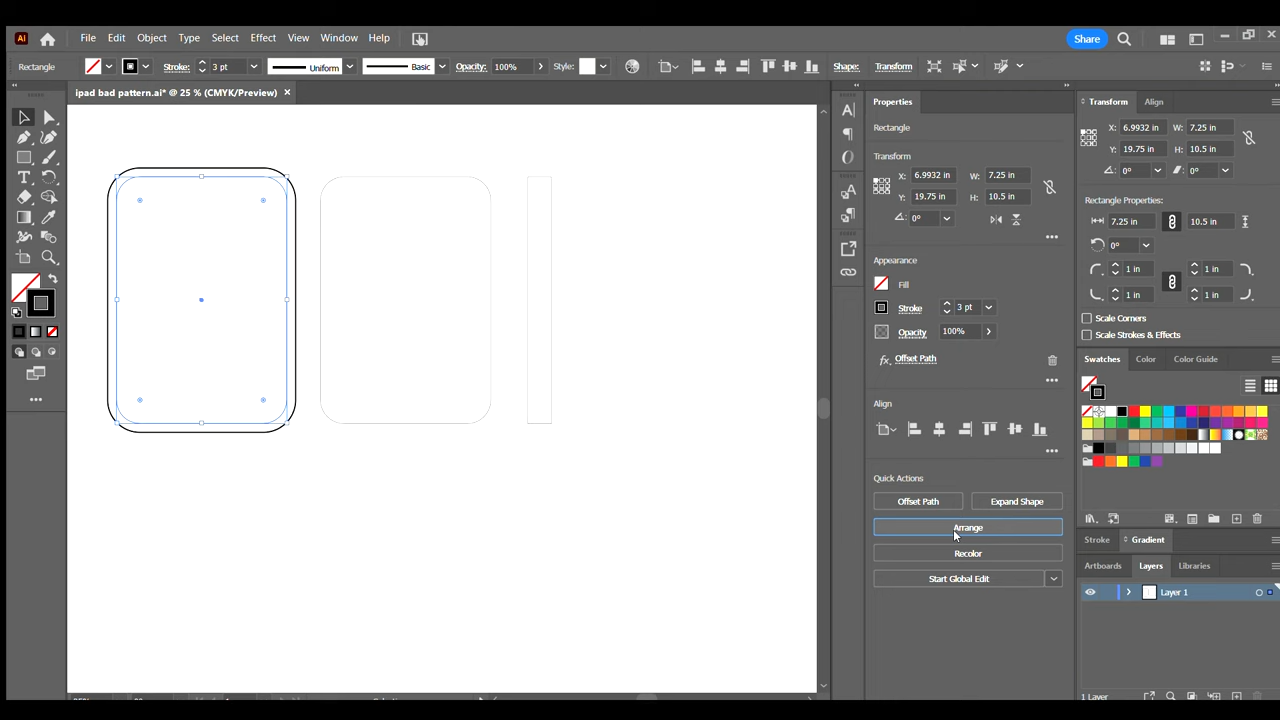 Ai File Edit Object Type Select Effect View Window Help Share
Rectangle Stroke: 3 pt Uniform Basic Opacity: 100% Style: Shape: Transform
ipad bad pattern.ai* @ 25 % (CMYK/Preview) ×
Properties
Rectangle
Transform
X: 6.9932 in W: 7.25 in
Y: 19.75 in H: 10.5 in
0°
Appearance
Fill
Stroke 3 pt
Opacity 100%
fx. Offset Path
Align
Quick Actions
Offset Path Expand Shape
Arrange
Recolor
Start Global Edit
Transform Align
X: 6.9932 in W: 7.25 in
Y: 19.75 in H: 10.5 in
0° 0°
Rectangle Properties:
7.25 in 10.5 in
0°
1 in 1 in
1 in 1 in
Scale Corners
Scale Strokes & Effects
Swatches Color Color Guide
Stroke Gradient
Artboards Layers Libraries
Layer 1
1 Layer